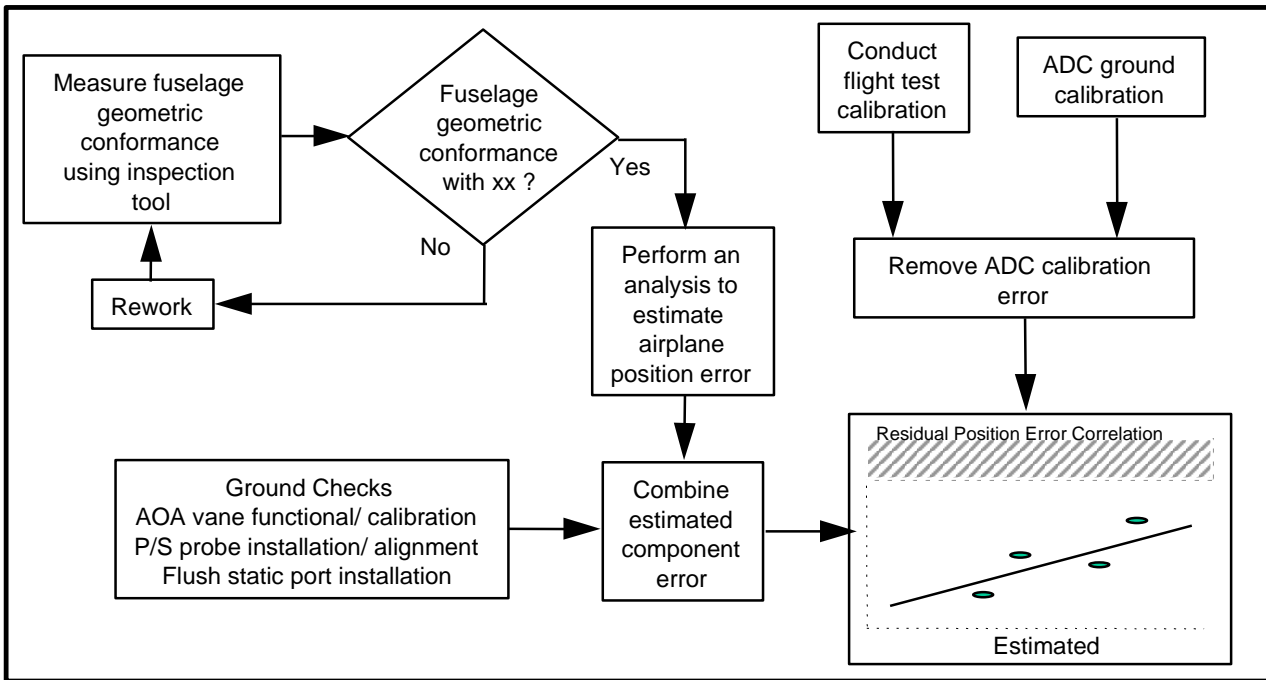 Measure fuselage
geometric
conformance
using inspection
tool
Fuselage
geometric
conformance
with xx ?
Yes
No
Rework
Perform an
analysis to
estimate
airplane
position error
Conduct
flight test
calibration
ADC ground
calibration
Remove ADC calibration
error
Ground Checks
AOA vane functional/ calibration
P/S probe installation/ alignment
Flush static port installation
Combine
estimated
component
error
Residual Position Error Correlation
Estimated